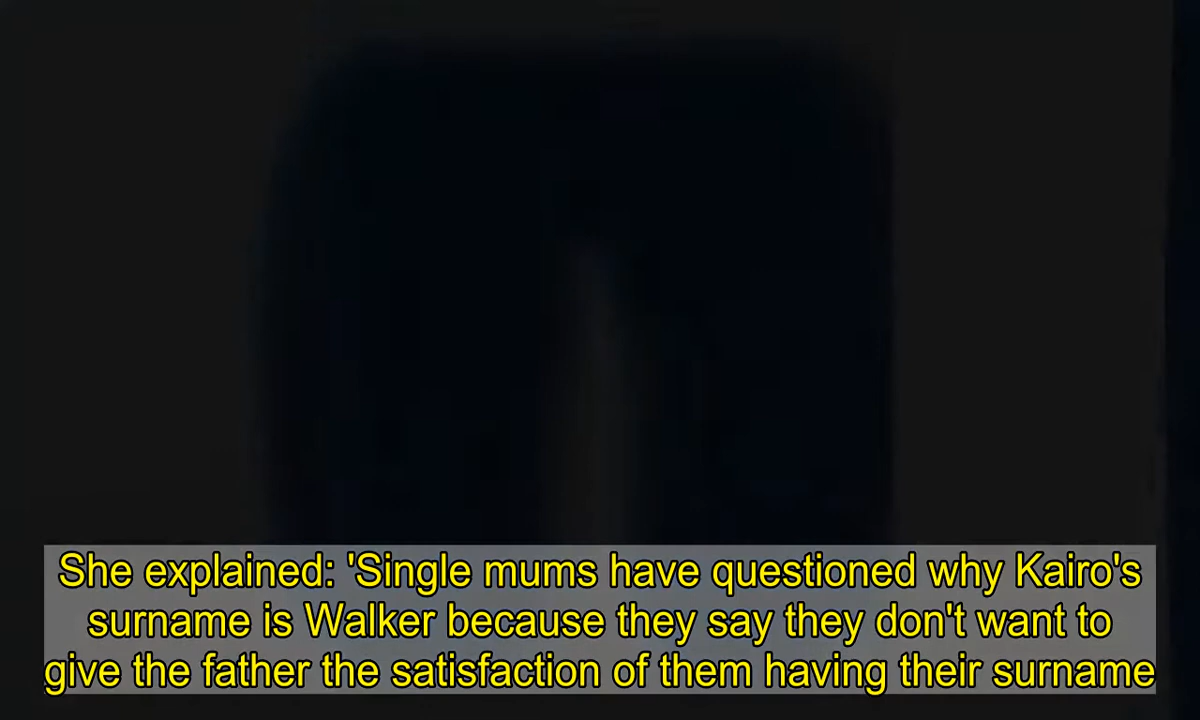 She explained: 'Single mums have questioned why Kairo's
surname is Walker because they say they don't want to
give the father the satisfaction of them having their surname